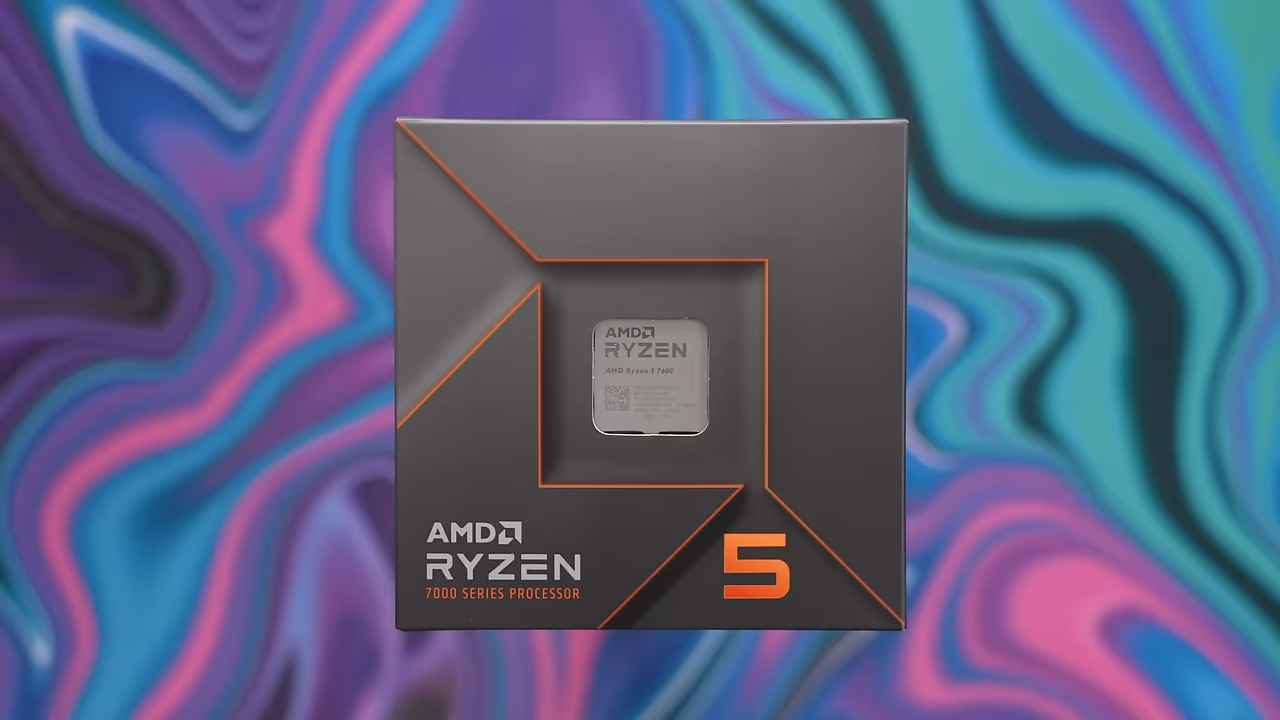 AMD
RYZEN
AMD Ryzen 5 7600
AMD
RYZEN
7000 SERIES PROCESSOR
5